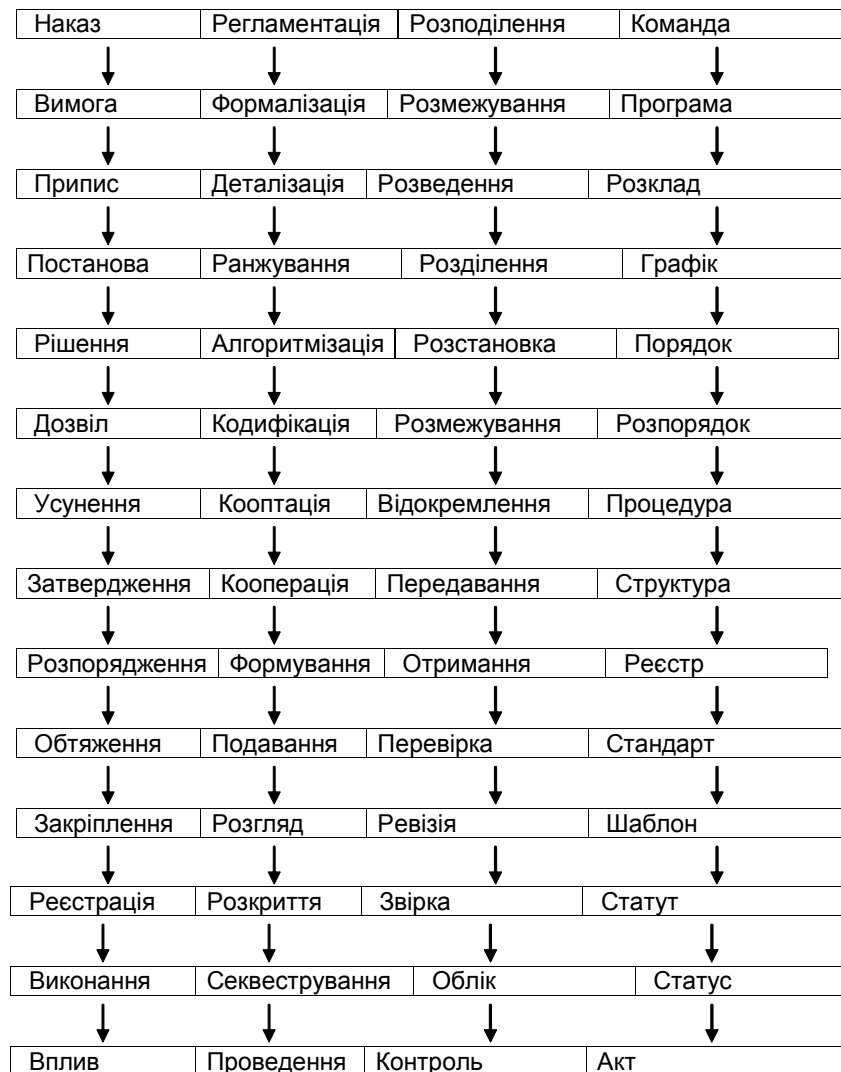 Наказ Регламентація Розподілення Команда
Вимога Формалізація Розмежування Програма
Припис Деталізація Розведення Розклад
Постанова Ранжування Розділення Графік
Рішення Алгоритмізація Розстановка Порядок
Дозвіл Кодифікація Розмежування Розпорядок
Усунення Кооптація Відокремлення Процедура
Затвердження Кооперація Передавання Структура
Розпорядження Формування Отримання Реєстр
Обтяження Подавання Перевірка Стандарт
Закріплення Розгляд Ревізія Шаблон
Реєстрація Розкриття Звірка Статут
Виконання Секвестрування Облік Статус
Вплив Проведення Контроль Акт